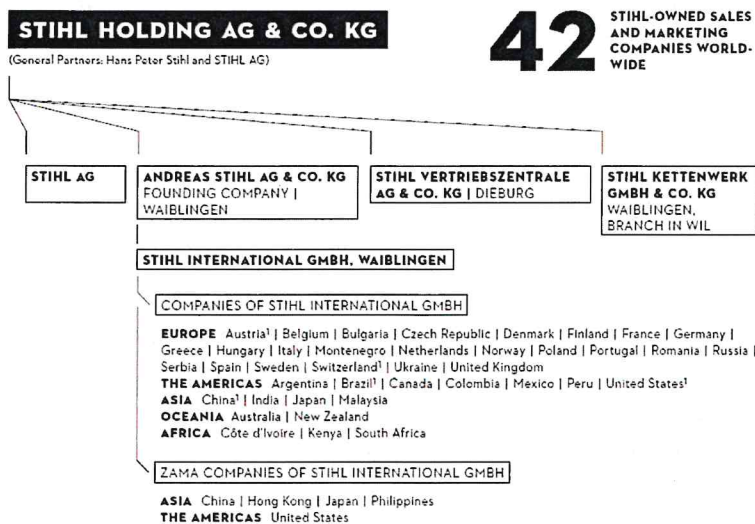 STIHL HOLDING AG & CO. KG
(General Partners: Hans Peter Stihl and STIHL AG)
42
STIHL-OWNED SALES
AND MARKETING
COMPANIES WORLD-
WIDE
STIHL AG
ANDREAS STIHL AG & CO. KG
FOUNDING COMPANY |
WAIBLINGEN
STIHL VERTRIEBSZENTRALE
AG & CO. KG | DIEBURG
STIHL KETTENWERK
GMBH & CO. KG
WAIBLINGEN,
BRANCH IN WIL
STIHL INTERNATIONAL GMBH, WAIBLINGEN
COMPANIES OF STIHL INTERNATIONAL GMBH
EUROPE Austria¹ | Belgium | Bulgaria | Czech Republic | Denmark | Finland | France | Germany |
Greece | Hungary | Italy | Montenegro | Netherlands | Norway | Poland | Portugal | Romania | Russia |
Serbia | Spain | Sweden | Switzerland¹ | Ukraine | United Kingdom
THE AMERICAS Argentina | Brazil¹ | Canada | Colombia | Mexico | Peru | United States¹
ASIA China¹ | India | Japan | Malaysia
OCEANIA Australia | New Zealand
AFRICA Côte d'Ivoire | Kenya | South Africa
ZAMA COMPANIES OF STIHL INTERNATIONAL GMBH
ASIA China | Hong Kong | Japan | Philippines
THE AMERICAS United States